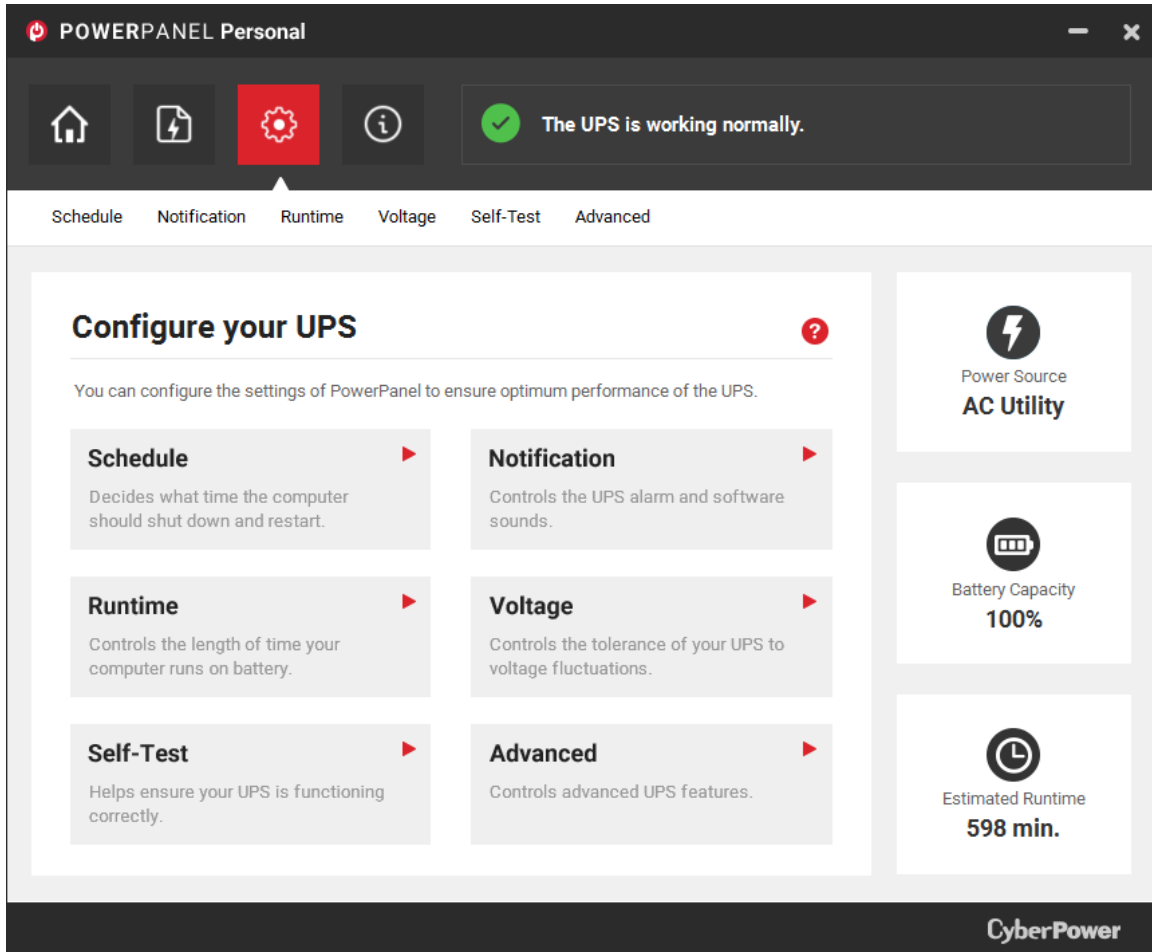 POWERPANEL Personal
The UPS is working normally.
Schedule Notification Runtime Voltage Self-Test Advanced
Configure your UPS
?
You can configure the settings of PowerPanel to ensure optimum performance of the UPS.
Schedule
Decides what time the computer
should shut down and restart.
Notification
Controls the UPS alarm and software
sounds.
Runtime
Controls the length of time your
computer runs on battery.
Voltage
Controls the tolerance of your UPS to
voltage fluctuations.
Self-Test
Helps ensure your UPS is functioning
correctly.
Advanced
Controls advanced UPS features.
Power Source
AC Utility
Battery Capacity
100%
Estimated Runtime
598 min.
CyberPower